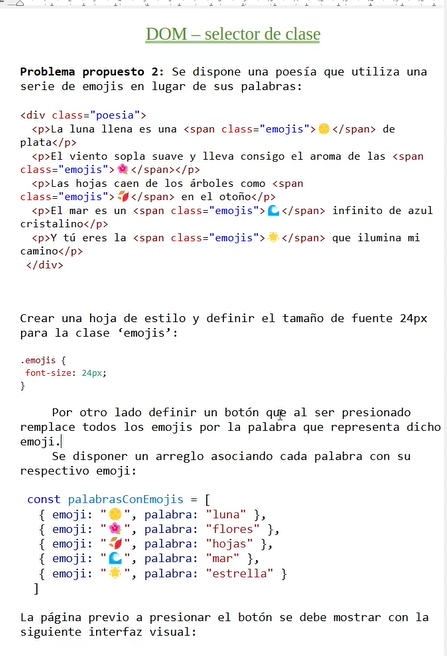 DOM – selector de clase
Problema propuesto 2: Se dispone una poesía que utiliza una
serie de emojis en lugar de sus palabras:
<div class="poesia">
<p>La luna llena es una <span class="emojis">🌕</span> de
plata</p>
<p>El viento sopla suave y lleva consigo el aroma de las <span
class="emojis">🌺</span></p>
<p>Las hojas caen de los árboles como <span
class="emojis">🍂</span> en el otoño</p>
<p>El mar es un <span class="emojis">🌊</span> infinito de azul
cristalino</p>
<p>Y tú eres la <span class="emojis">🌟</span> que ilumina mi
camino</p>
</div>
Crear una hoja de estilo y definir el tamaño de fuente 24px
para la clase ‘emojis’:
.emojis {
font-size: 24px;
}
Por otro lado definir un botón que al ser presionado
remplace todos los emojis por la palabra que representa dicho
emoji.
Se disponer un arreglo asociando cada palabra con su
respectivo emoji:
const palabrasConEmojis = [
{ emoji: "🌕", palabra: "luna" },
{ emoji: "🌺", palabra: "flores" },
{ emoji: "🍂", palabra: "hojas" },
{ emoji: "🌊", palabra: "mar" },
{ emoji: "🌟", palabra: "estrella" }
]
La página previo a presionar el botón se debe mostrar con la
siguiente interfaz visual: